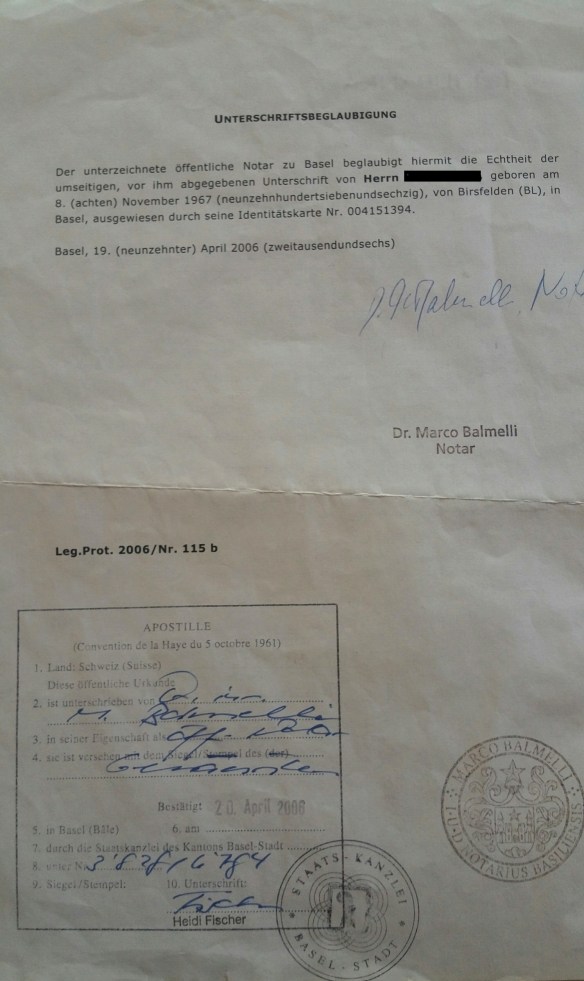 UNTERSCHRIFTSBEGLAUBIGUNG
Der unterzeichnete öffentliche Notar zu Basel beglaubigt hiermit die Echtheit der
umseitigen, vor ihm abgegebenen Unterschrift von Herrn geboren am
8. (achten) November 1967 (neunzehnhundertsiebenundsechzig), von Birsfelden (BL), in
Basel, ausgewiesen durch seine Identitätskarte Nr. 004151394.
Basel, 19. (neunzehnter) April 2006 (zweitausendundsechs)
Dr. Marco Balmelli
Notar
Leg.Prot. 2006/Nr. 115 b
APOSTILLE
(Convention de la Haye du 5 octobre 1961)
1. Land: Schweiz (Suisse)
Diese öffentliche Urkunde
2. ist unterschrieben von
M. Balmelli
3. in seiner Eigenschaft als
4. sie ist versehen mit dem Siegel/Stempel des (der)
Bestätigt 20. April 2006
5. in Basel (Bâle) 6. am
7. durch die Staatskanzlei des Kantons Basel-Stadt
8. unter Nr.
9. Siegel/Stempel: 10. Unterschrift:
Heidi Fischer
STAATS-KANZLEI
BASEL-STADT
MARCO BALMELLI
I·U·D NOTARIUS BASILIENSIS